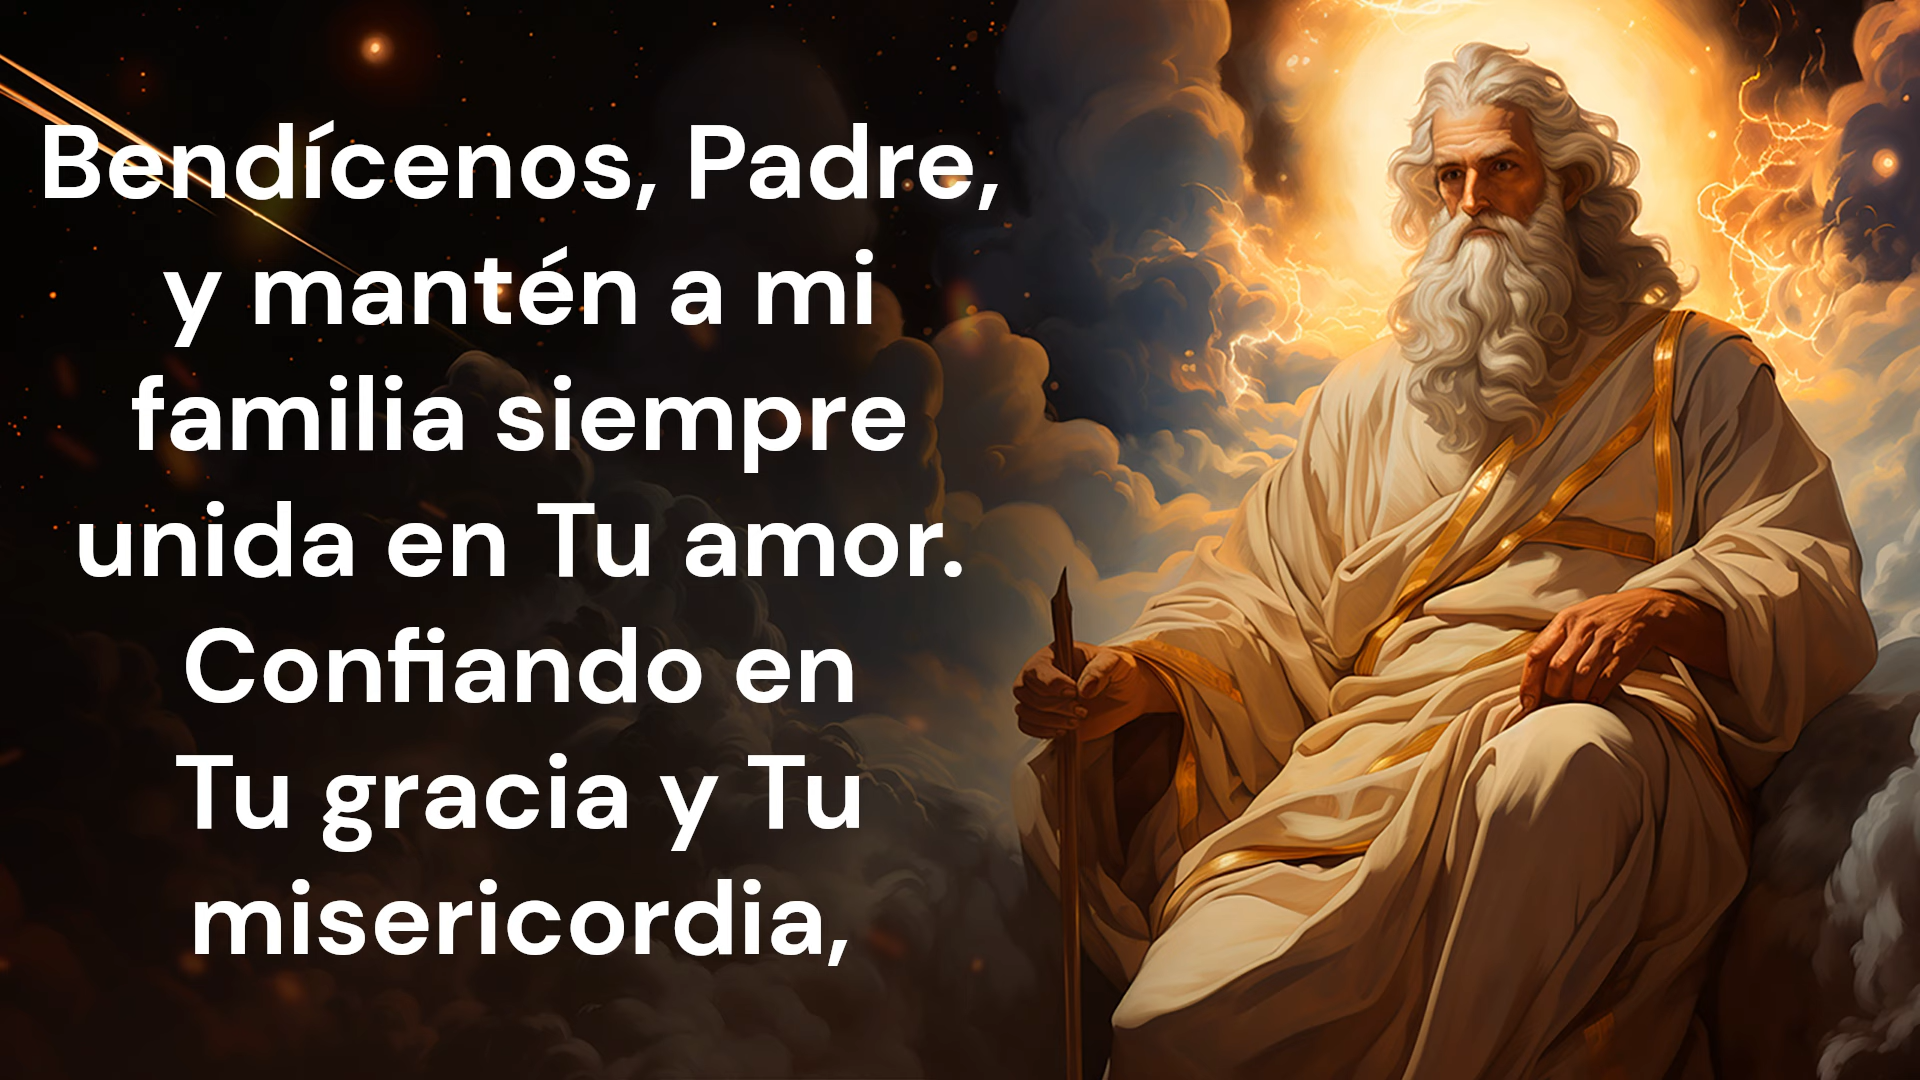 Bendícenos, Padre,
y mantén a mi
familia siempre
unida en Tu amor.
Confiando en
Tu gracia y Tu
misericordia,